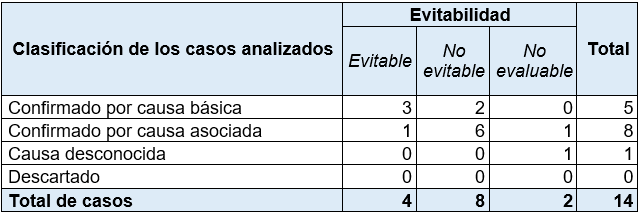 Clasificación de los casos analizados Evitabilidad Total
Evitable No evitable No evaluable
Confirmado por causa básica 3 2 0 5
Confirmado por causa asociada 1 6 1 8
Causa desconocida 0 0 1 1
Descartado 0 0 0 0
Total de casos 4 8 2 14